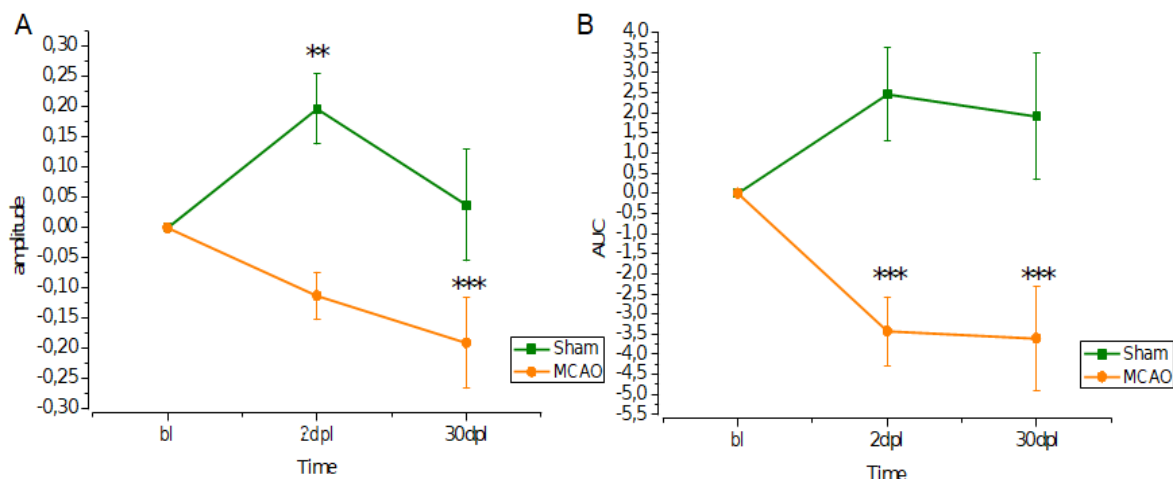 A
amplitude
0,30
0,25
0,20
0,15
0,10
0,05
0,00
-0,05
-0,10
-0,15
-0,20
-0,25
-0,30
**
***
Sham
MCAO
bl
2dpl
30dpl
Time
B
AUC
4,0
3,5
3,0
2,5
2,0
1,5
1,0
0,5
0,0
-0,5
-1,0
-1,5
-2,0
-2,5
-3,0
-3,5
-4,0
-4,5
-5,0
-5,5
***
***
Sham
MCAO
bl
2dpl
30dpl
Time